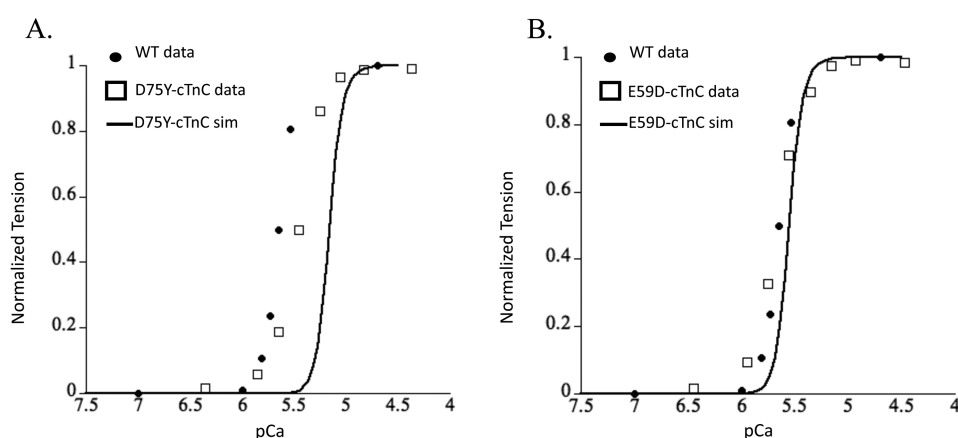 A.
WT data
D75Y-cTnC data
D75Y-cTnC sim
Normalized Tension
1
0.8
0.6
0.4
0.2
0
7.5 7 6.5 6 5.5 5 4.5 4
pCa
B.
WT data
E59D-cTnC data
E59D-cTnC sim
Normalized Tension
1
0.8
0.6
0.4
0.2
0
7.5 7 6.5 6 5.5 5 4.5 4
pCa